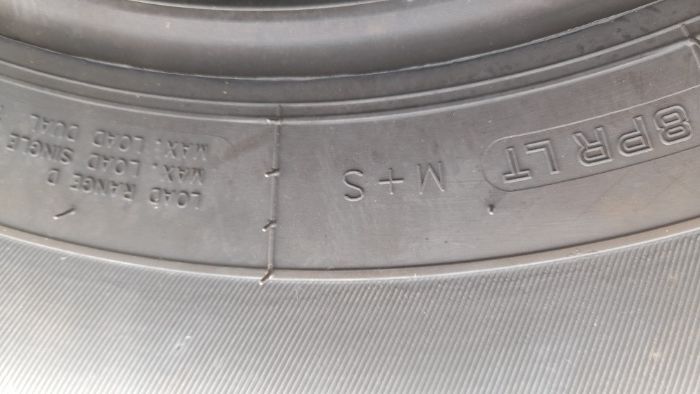 8PR LT
M+S
LOAD RANGE D
MAX. LOAD SINGLE
MAX. LOAD DUAL